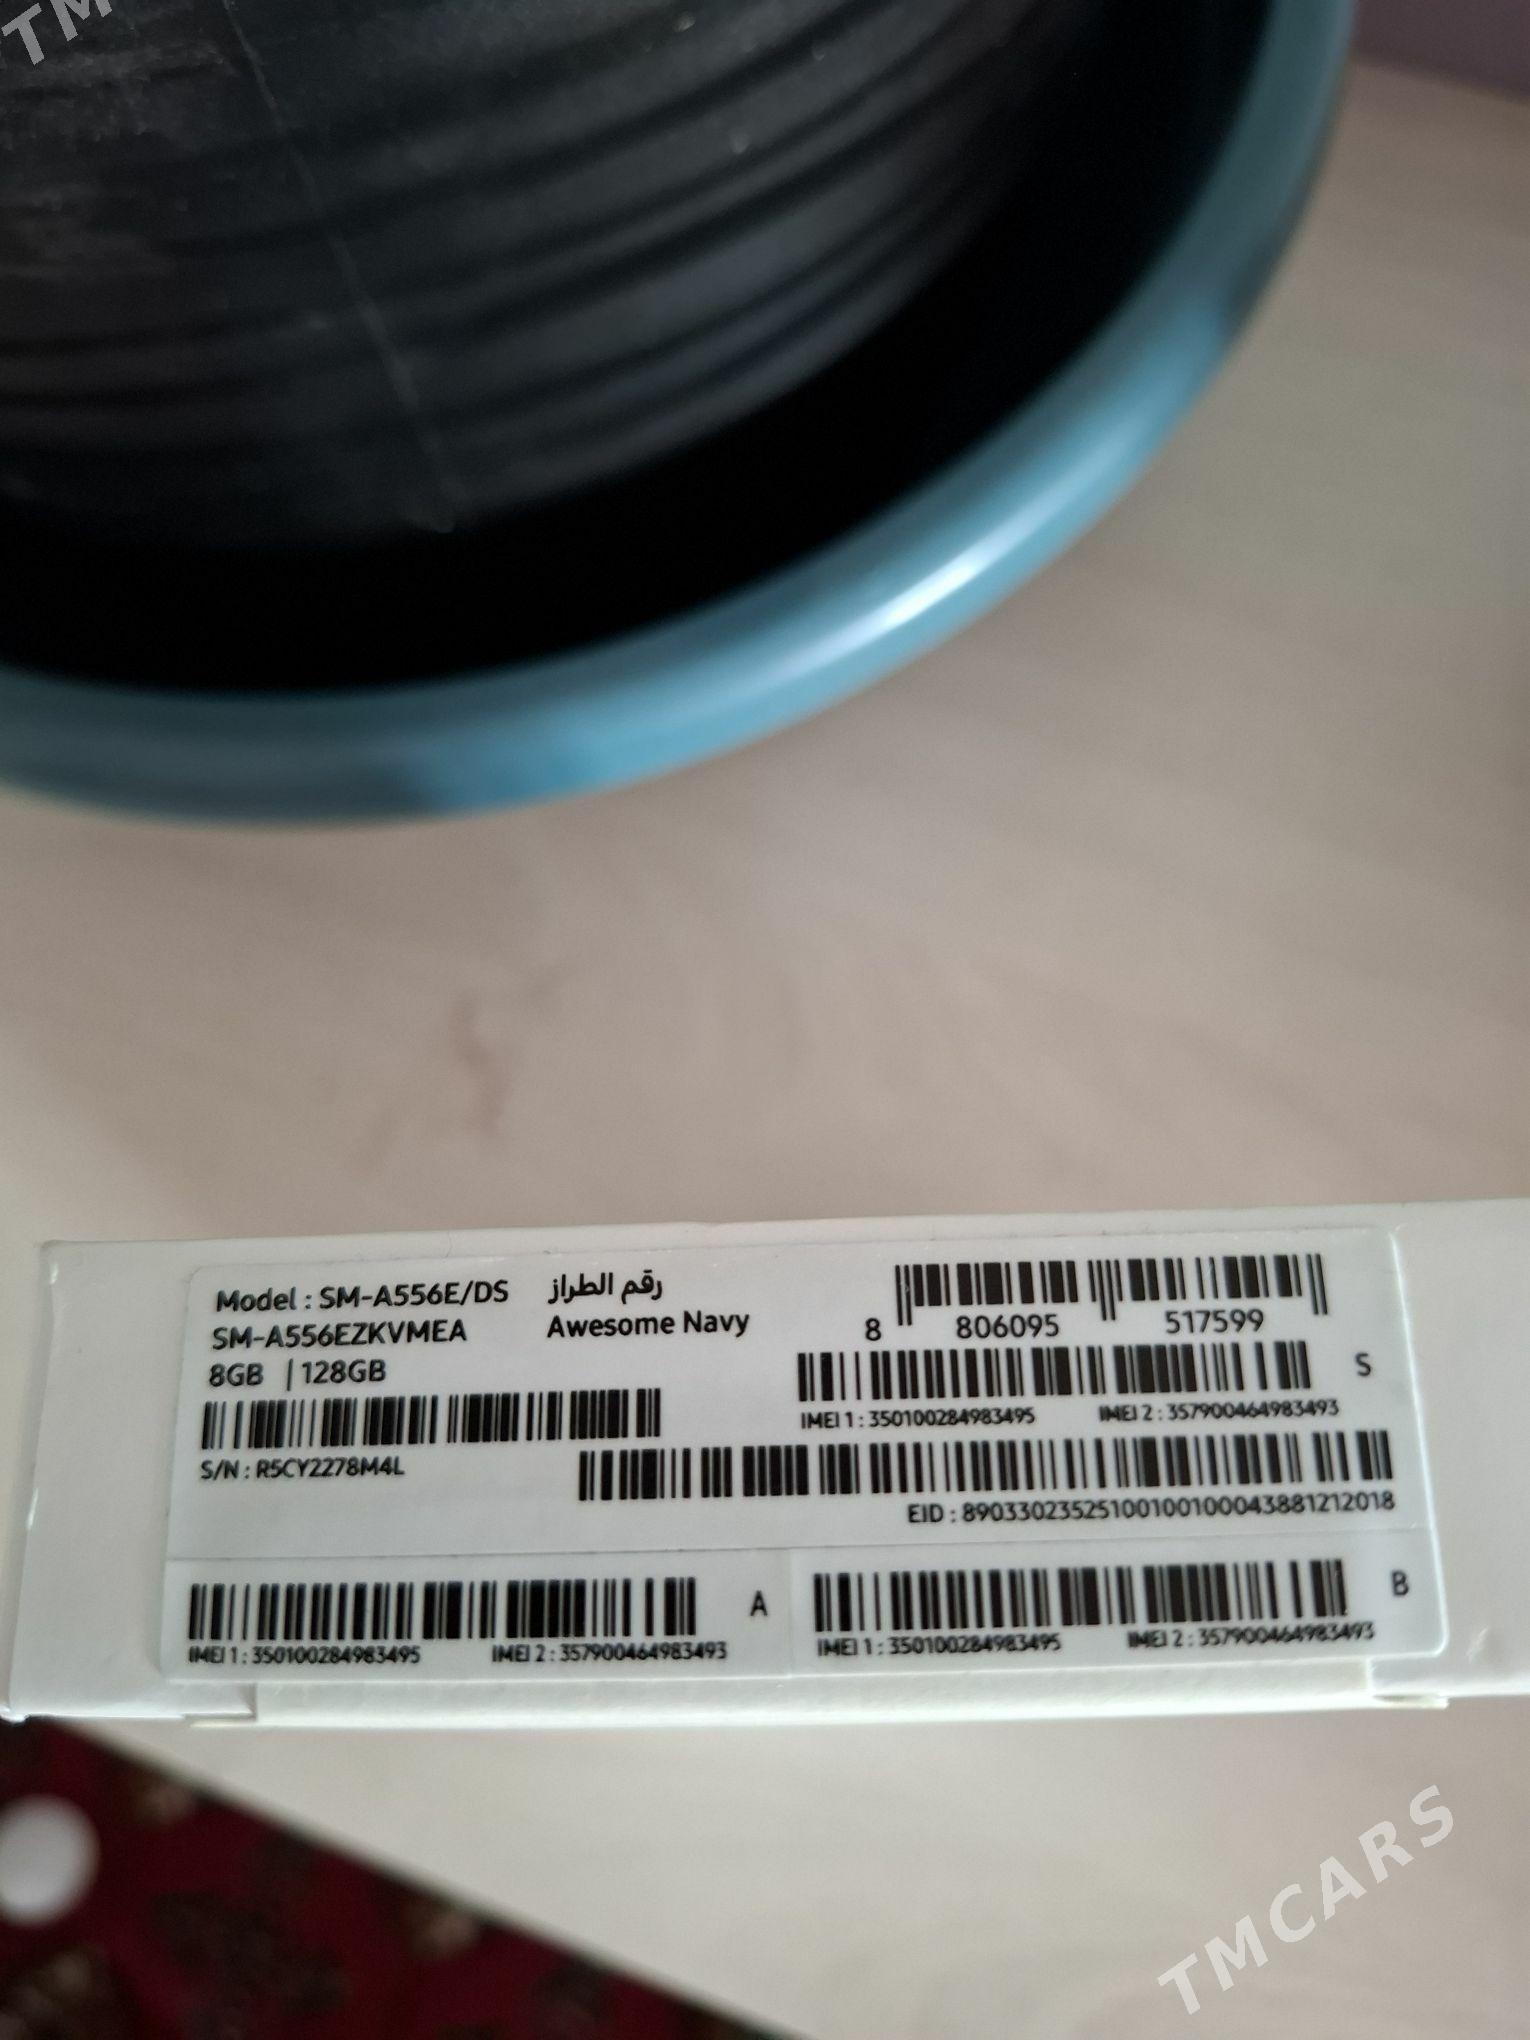 TM
Model : SM-A556E/DS رقم الطراز
SM-A556EZKVMEA Awesome Navy
8GB | 128GB
8 806095 517599
S
IMEI 1 : 350100284983495 IMEI 2 : 357900464983493
S/N : R5CY2278M4L
EID : 89033023525100100100043881212018
A
IMEI 1 : 350100284983495 IMEI 2 : 357900464983493
B
IMEI 1 : 350100284983495 IMEI 2 : 357900464983493
TMCARS